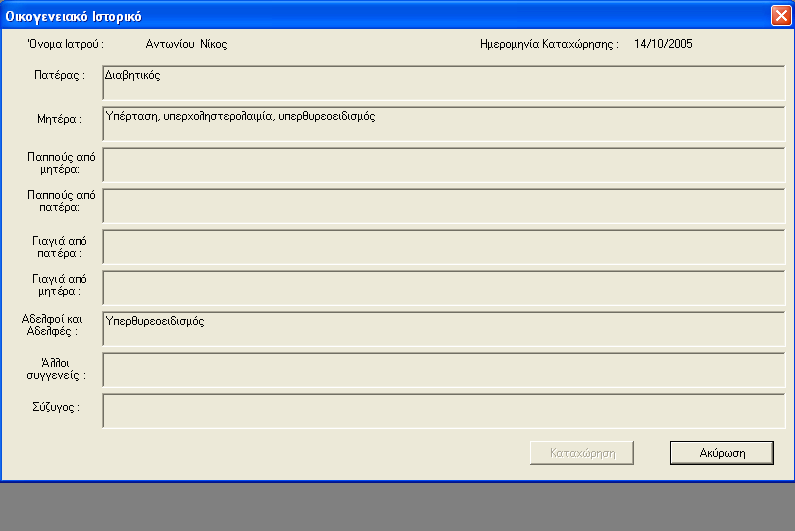 Οικογενειακό Ιστορικό
Όνομα Ιατρού : Αντωνίου Νίκος Ημερομηνία Καταχώρησης : 14/10/2005
Πατέρας : Διαβητικός
Μητέρα : Υπέρταση, υπερχοληστερολαιμία, υπερθυρεοειδισμός
Παππούς από
μητέρα:
Παππούς από
πατέρα:
Γιαγιά από
πατέρα :
Γιαγιά από
μητέρα :
Αδελφοί και
Αδελφές :
Υπερθυρεοειδισμός
Άλλοι
συγγενείς :
Σύζυγος :
Καταχώρηση Ακύρωση